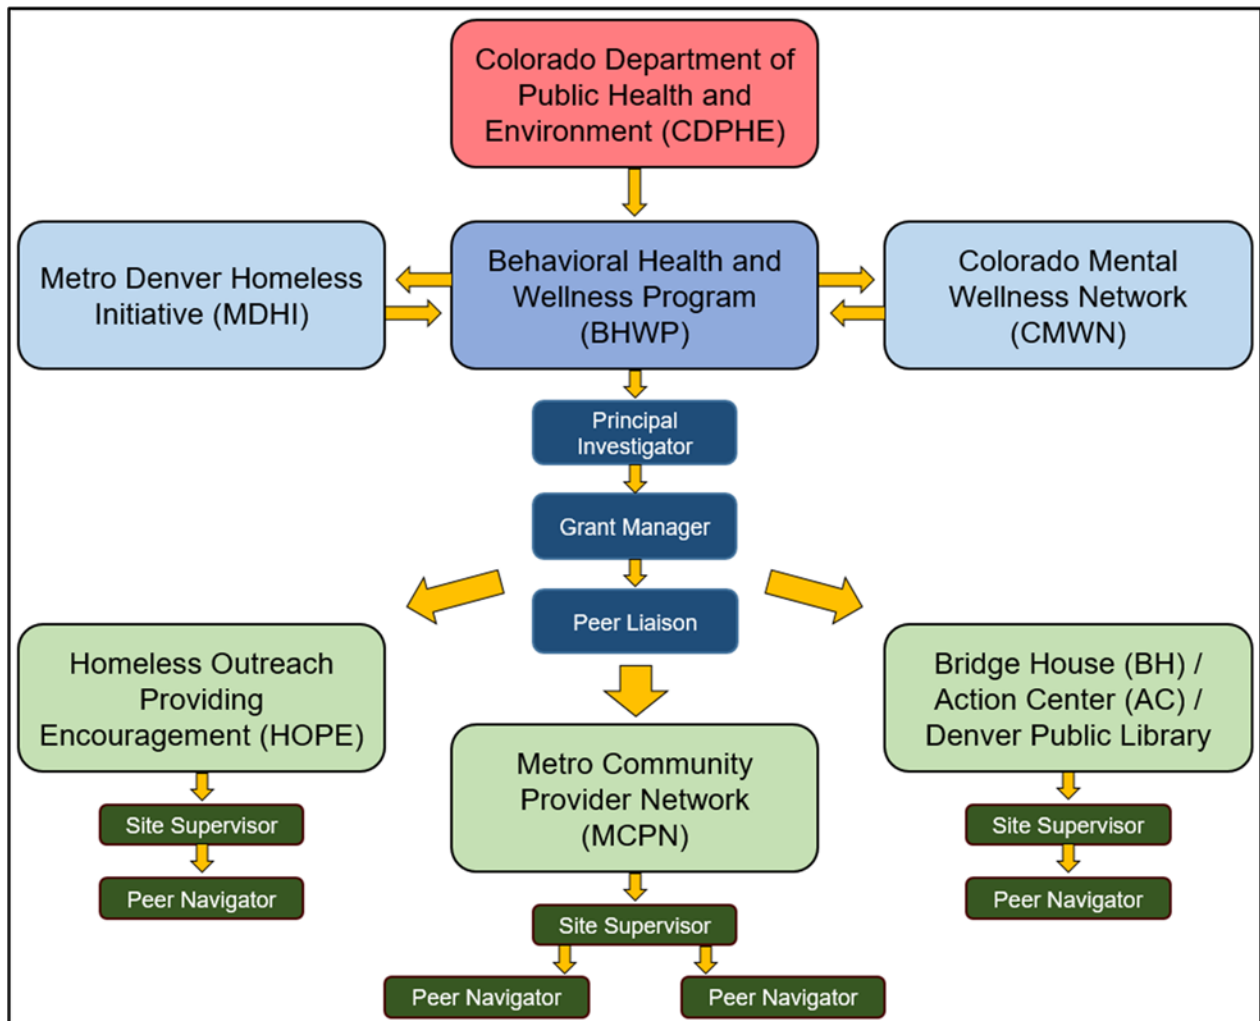 Colorado Department of
Public Health and
Environment (CDPHE)
Metro Denver Homeless
Initiative (MDHI)
Behavioral Health and
Wellness Program
(BHWP)
Colorado Mental
Wellness Network
(CMWN)
Principal
Investigator
Grant Manager
Peer Liaison
Homeless Outreach
Providing
Encouragement (HOPE)
Site Supervisor
Peer Navigator
Metro Community
Provider Network
(MCPN)
Site Supervisor
Peer Navigator
Peer Navigator
Bridge House (BH) /
Action Center (AC) /
Denver Public Library
Site Supervisor
Peer Navigator